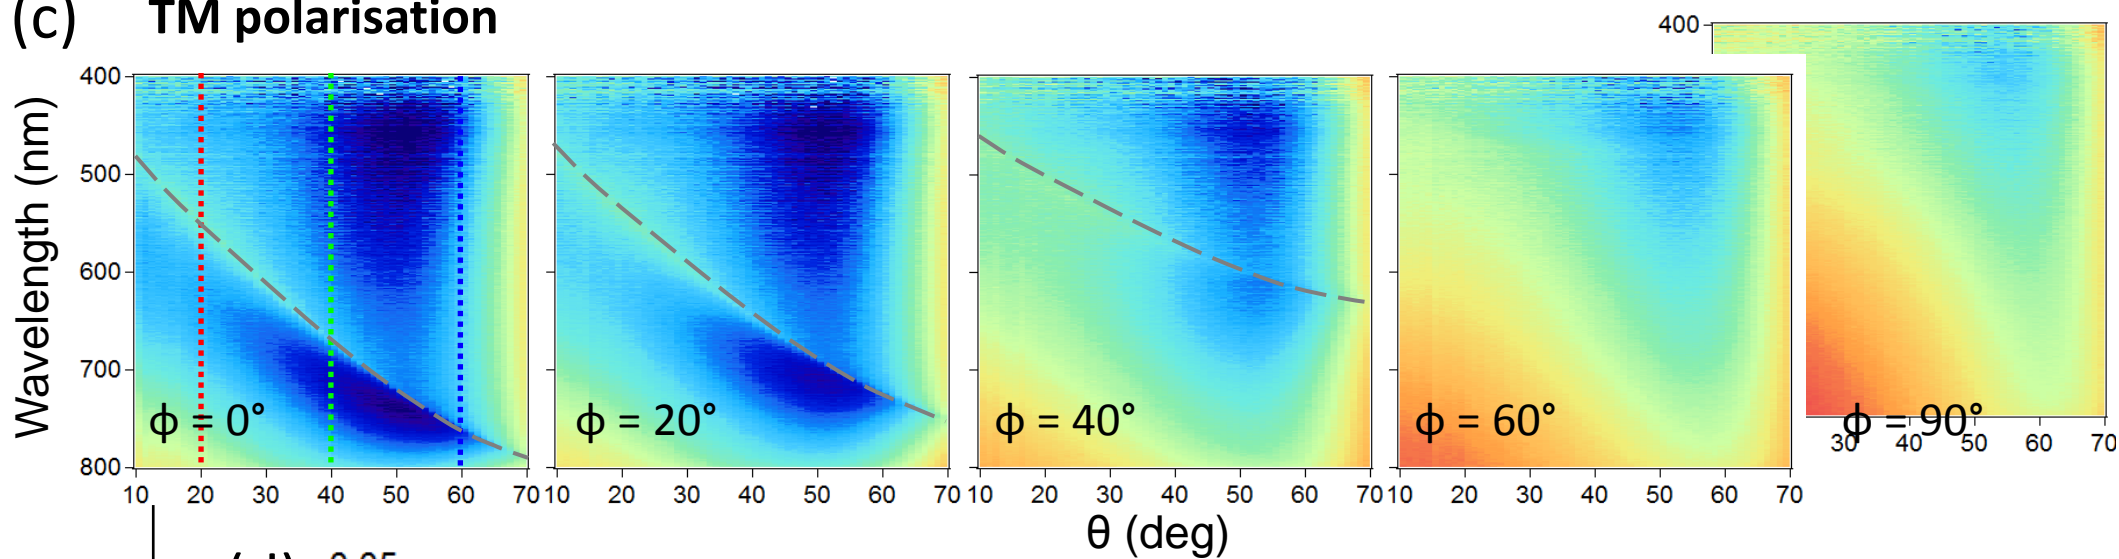 (c) TM polarisation
400
400
500
600
700
800
Wavelength (nm)
ϕ = 0°
ϕ = 20°
ϕ = 40°
ϕ = 60°
ϕ = 90°
30 40 50 60 70
10 20 30 40 50 60 70
10 20 30 40 50 60 70
10 20 30 40 50 60 70
10 20 30 40 50 60 70
θ (deg)